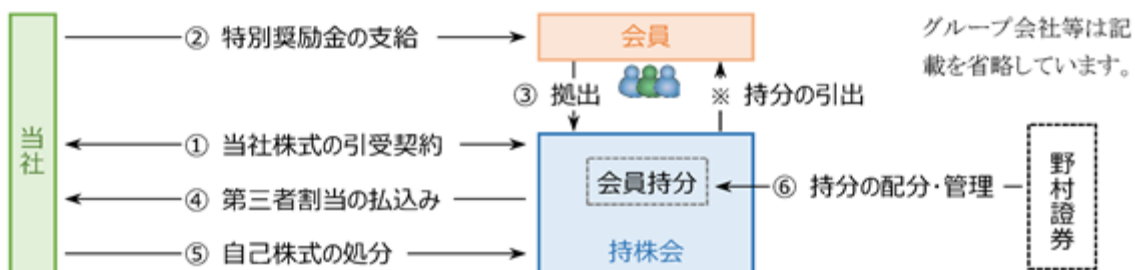 ② 特別奨励金の支給
会員
グループ会社等は記
載を省略しています。
③ 拠出
※ 持分の引出
当社
① 当社株式の引受契約
会員持分
⑥ 持分の配分・管理
野村證券
④ 第三者割当の払込み
⑤ 自己株式の処分
持株会